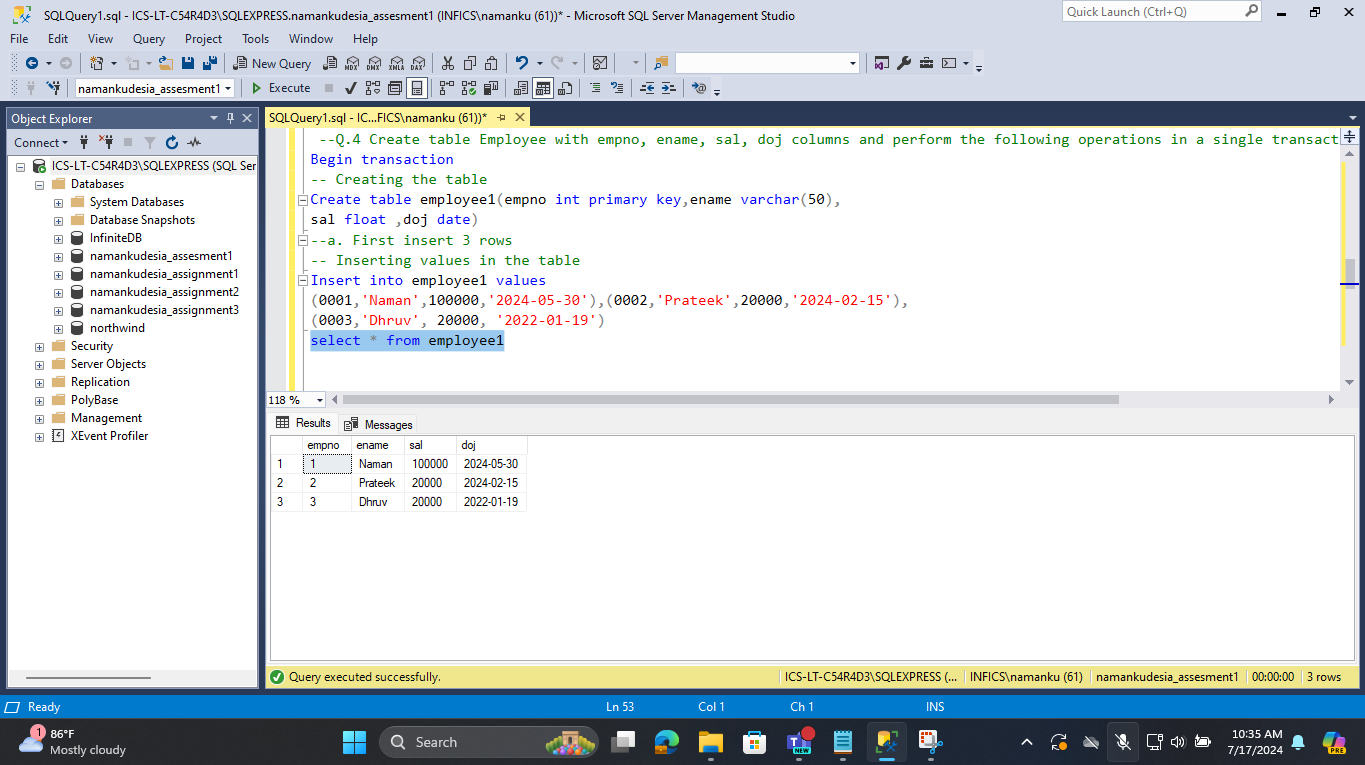 SQLQuery1.sql - ICS-LT-C54R4D3\SQLEXPRESS.namankudesia_assesment1 (INFICS\namanku (61))* - Microsoft SQL Server Management Studio
Quick Launch (Ctrl+Q)
File Edit View Query Project Tools Window Help
New Query MDX DMX XMLA DAX
namankudesia_assesment1 Execute
Object Explorer
SQLQuery1.sql - IC...FICS\namanku (61))*
Connect
ICS-LT-C54R4D3\SQLEXPRESS (SQL Ser
Databases
System Databases
Database Snapshots
InfiniteDB
namankudesia_assesment1
namankudesia_assignment1
namankudesia_assignment2
namankudesia_assignment3
northwind
Security
Server Objects
Replication
PolyBase
Management
XEvent Profiler
--Q.4 Create table Employee with empno, ename, sal, doj columns and perform the following operations in a single transact
Begin transaction
-- Creating the table
Create table employee1(empno int primary key,ename varchar(50),
sal float ,doj date)
--a. First insert 3 rows
-- Inserting values in the table
Insert into employee1 values
(0001,'Naman',100000,'2024-05-30'),(0002,'Prateek',20000,'2024-02-15'),
(0003,'Dhruv', 20000, '2022-01-19')
select * from employee1
118 %
Results Messages
empno ename sal doj
1 1 Naman 100000 2024-05-30
2 2 Prateek 20000 2024-02-15
3 3 Dhruv 20000 2022-01-19
Query executed successfully.
ICS-LT-C54R4D3\SQLEXPRESS (... INFICS\namanku (61) namankudesia_assesment1 00:00:00 3 rows
Ready Ln 53 Col 1 Ch 1 INS
1
86°F
Mostly cloudy
Search
NEW
10:35 AM
7/17/2024
PRE